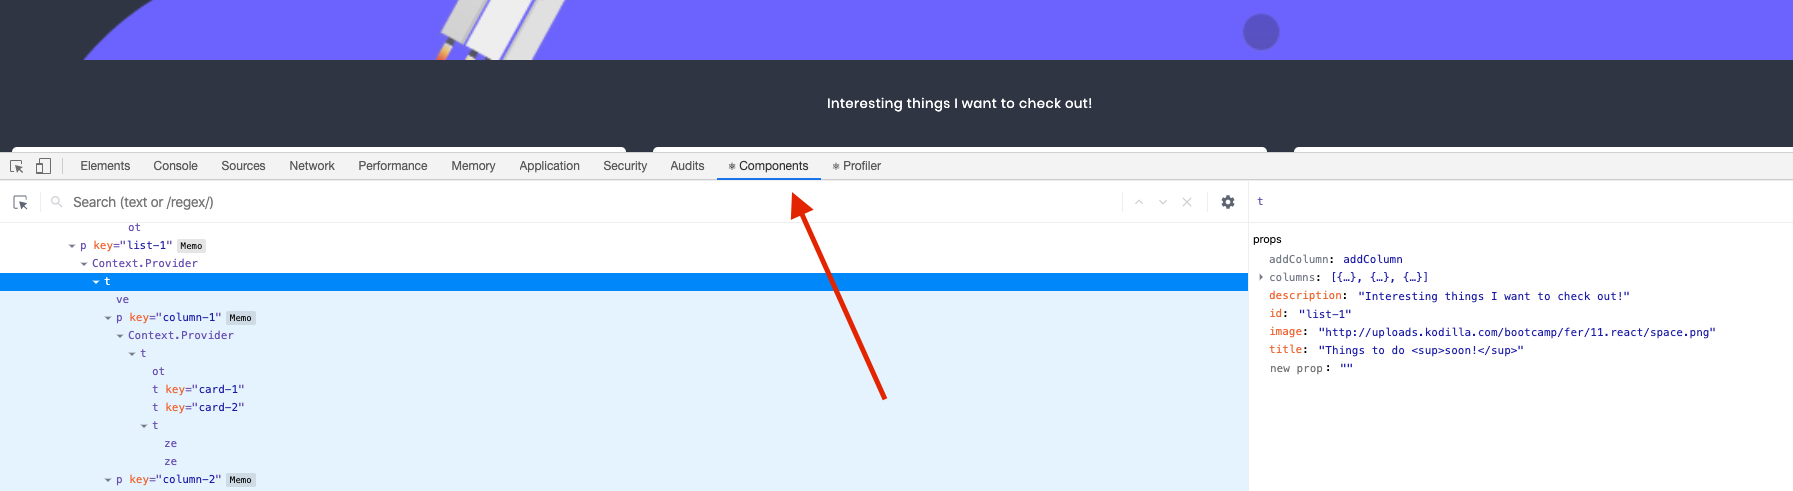 Interesting things I want to check out!
Elements Console Sources Network Performance Memory Application Security Audits Components Profiler
Search (text or /regex/)
ot
p key="list-1" Memo
Context.Provider
t
ve
p key="column-1" Memo
Context.Provider
t
ot
t key="card-1"
t key="card-2"
t
ze
ze
p key="column-2" Memo
t
props
addColumn: addColumn
columns: [{…}, {…}, {…}]
description: "Interesting things I want to check out!"
id: "list-1"
image: "http://uploads.kodilla.com/bootcamp/fer/11.react/space.png"
title: "Things to do <sup>soon!</sup>"
new prop: ""